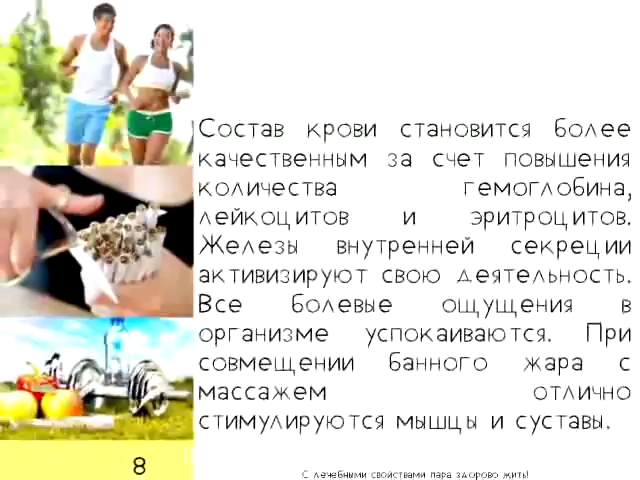 Состав крови становится более
качественным за счет повышения
количества гемоглобина,
лейкоцитов и эритроцитов.
Железы внутренней секреции
активизируют свою деятельность.
Все болевые ощущения в
организме успокаиваются. При
совмещении банного жара с
массажем отлично
стимулируются мышцы и суставы.
8
С лечебными свойствами пара здорово жить!